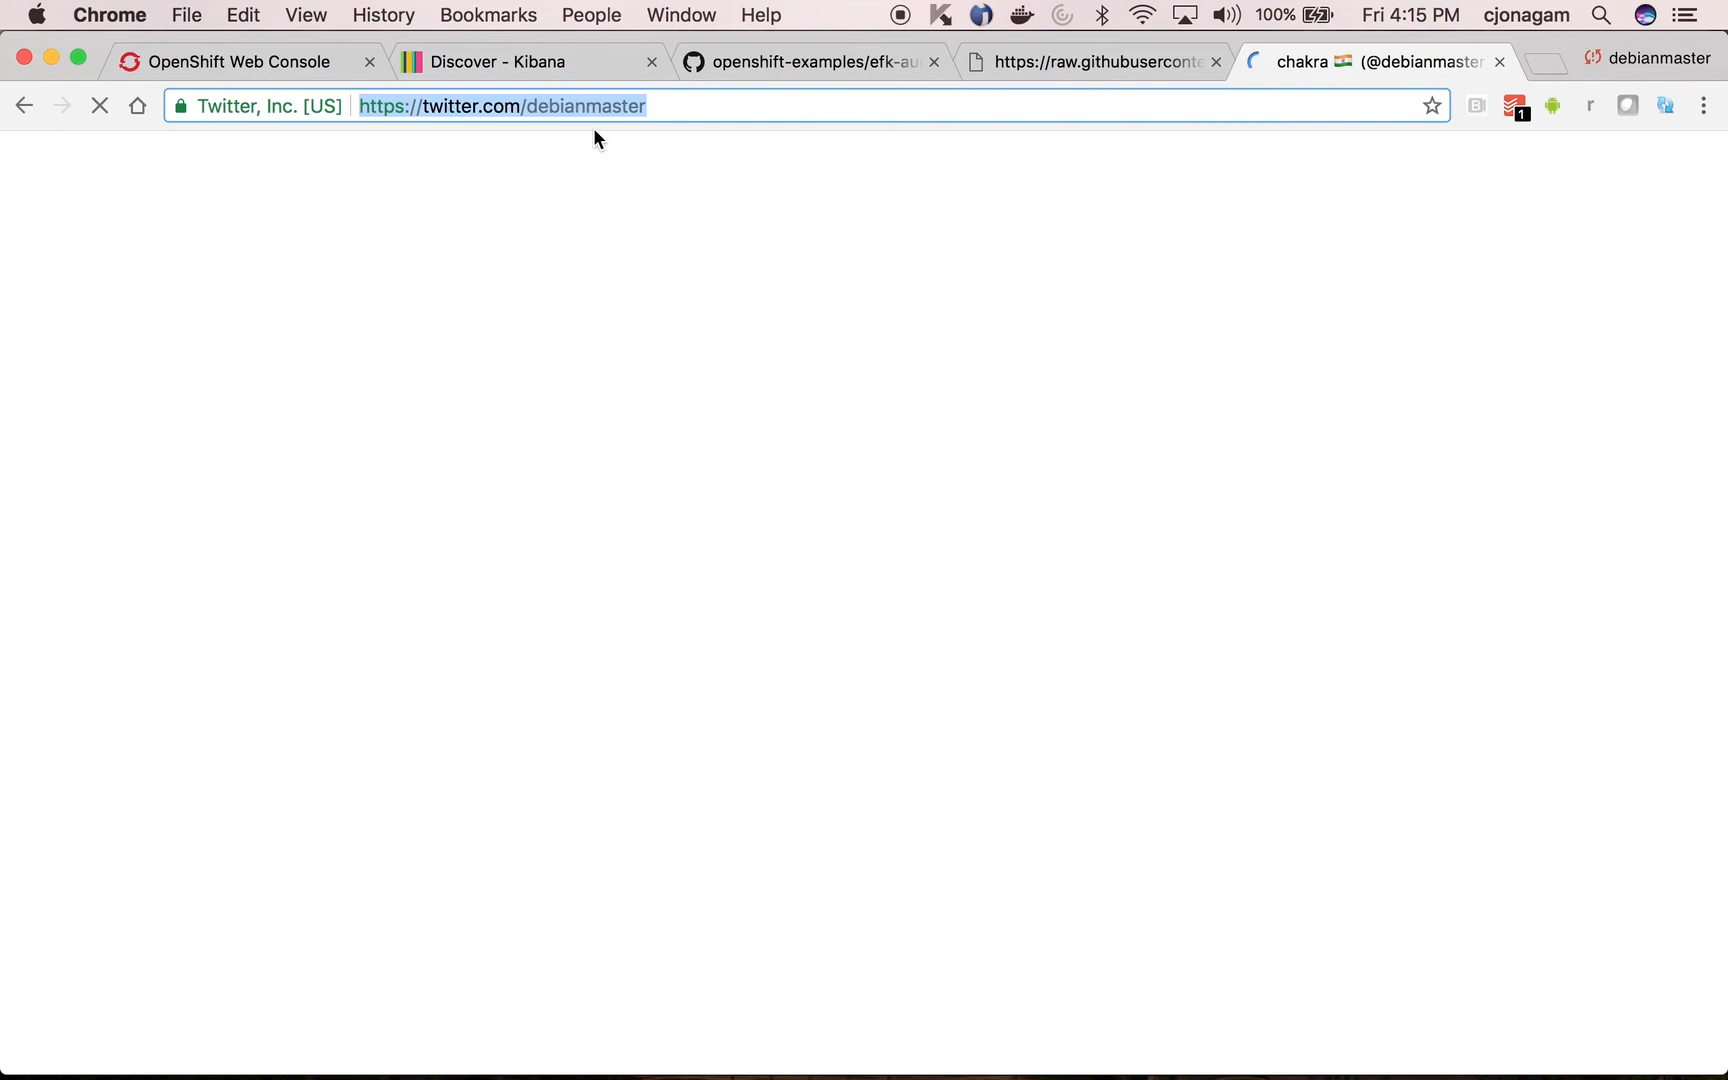 Chrome File Edit View History Bookmarks People Window Help 100% Fri 4:15 PM cjonagam
OpenShift Web Console Discover - Kibana openshift-examples/efk-au https://raw.githubuserconte chakra 🇮🇳 (@debianmaster debianmaster
Twitter, Inc. [US] https://twitter.com/debianmaster 1 r